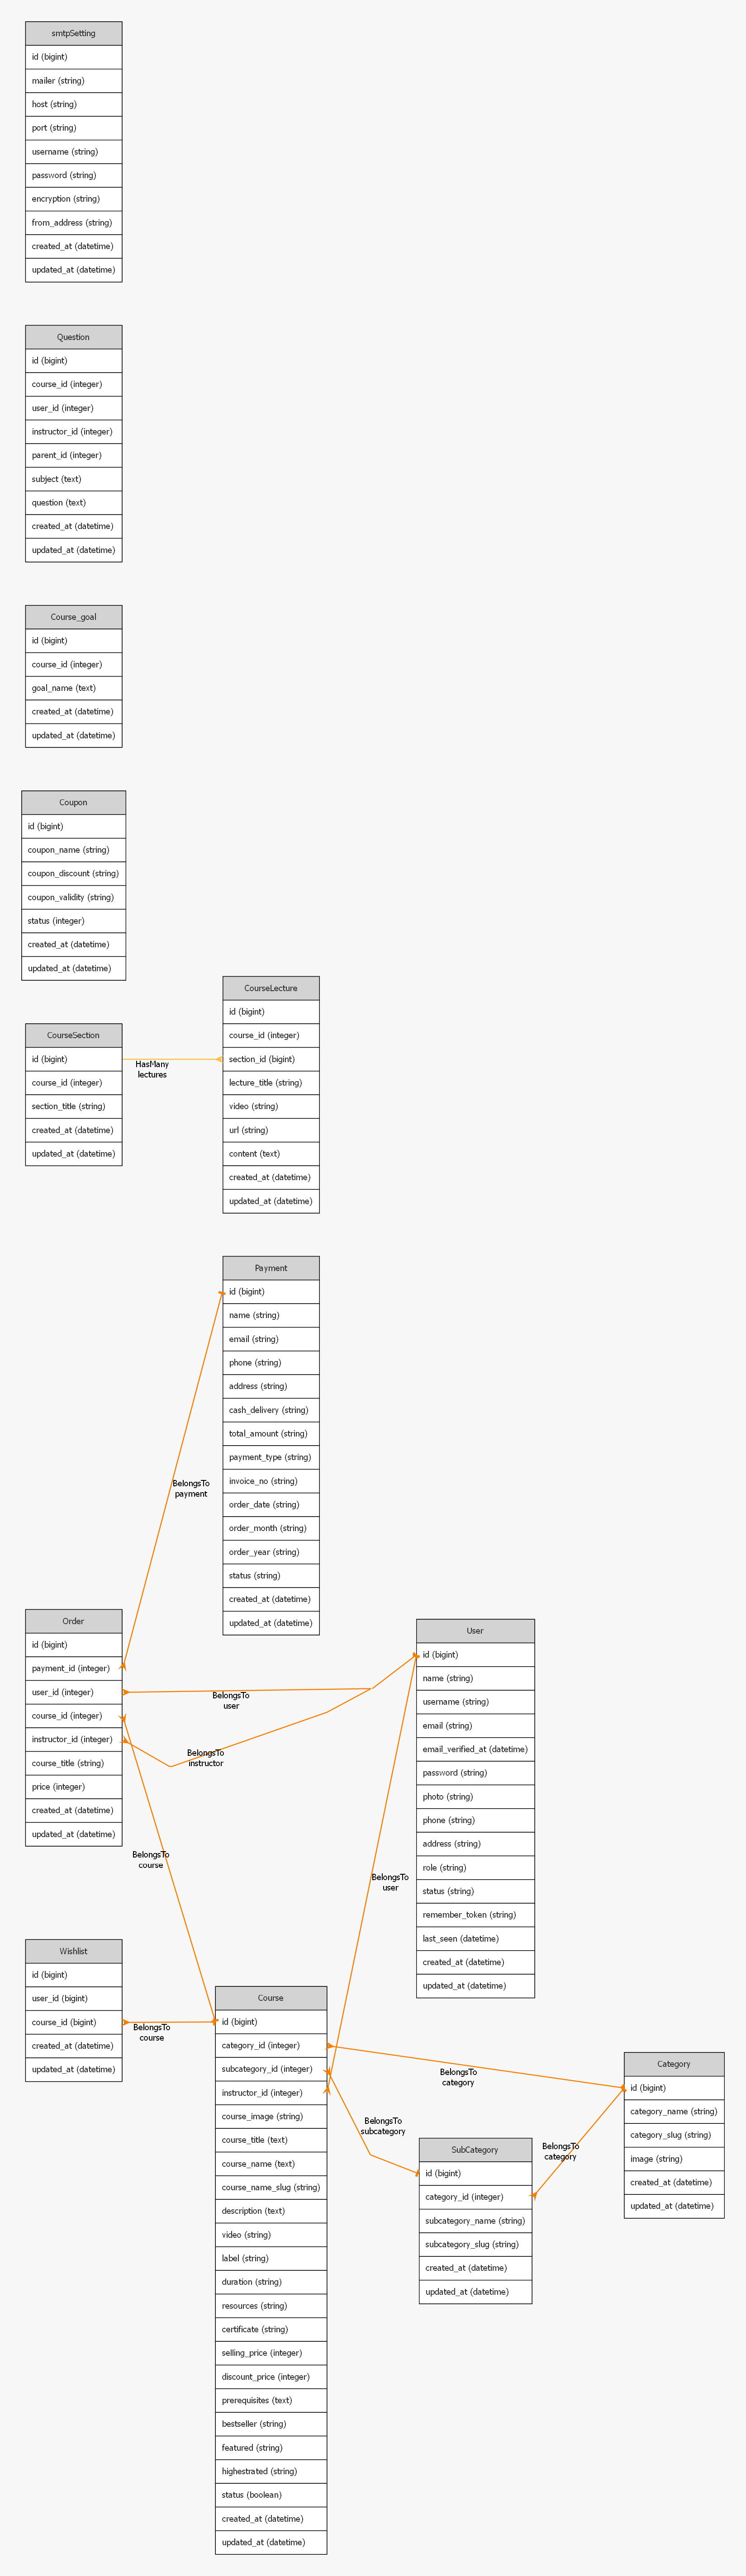 smtpSetting
id (bigint)
mailer (string)
host (string)
port (string)
username (string)
password (string)
encryption (string)
from_address (string)
created_at (datetime)
updated_at (datetime)
Question
id (bigint)
course_id (integer)
user_id (integer)
instructor_id (integer)
parent_id (integer)
subject (text)
question (text)
created_at (datetime)
updated_at (datetime)
Course_goal
id (bigint)
course_id (integer)
goal_name (text)
created_at (datetime)
updated_at (datetime)
Coupon
id (bigint)
coupon_name (string)
coupon_discount (string)
coupon_validity (string)
status (integer)
created_at (datetime)
updated_at (datetime)
CourseSection
id (bigint)
course_id (integer)
section_title (string)
created_at (datetime)
updated_at (datetime)
HasMany
lectures
CourseLecture
id (bigint)
course_id (integer)
section_id (bigint)
lecture_title (string)
video (string)
url (string)
content (text)
created_at (datetime)
updated_at (datetime)
Payment
id (bigint)
name (string)
email (string)
phone (string)
address (string)
cash_delivery (string)
total_amount (string)
payment_type (string)
invoice_no (string)
order_date (string)
order_month (string)
order_year (string)
status (string)
created_at (datetime)
updated_at (datetime)
BelongsTo
payment
Order
id (bigint)
payment_id (integer)
user_id (integer)
course_id (integer)
instructor_id (integer)
course_title (string)
price (integer)
created_at (datetime)
updated_at (datetime)
BelongsTo
user
BelongsTo
instructor
BelongsTo
course
User
id (bigint)
name (string)
username (string)
email (string)
email_verified_at (datetime)
password (string)
photo (string)
phone (string)
address (string)
role (string)
status (string)
remember_token (string)
last_seen (datetime)
created_at (datetime)
updated_at (datetime)
BelongsTo
user
Wishlist
id (bigint)
user_id (bigint)
course_id (bigint)
created_at (datetime)
updated_at (datetime)
BelongsTo
course
Course
id (bigint)
category_id (integer)
subcategory_id (integer)
instructor_id (integer)
course_image (string)
course_title (text)
course_name (text)
course_name_slug (string)
description (text)
video (string)
label (string)
duration (string)
resources (string)
certificate (string)
selling_price (integer)
discount_price (integer)
prerequisites (text)
bestseller (string)
featured (string)
highestrated (string)
status (boolean)
created_at (datetime)
updated_at (datetime)
BelongsTo
category
BelongsTo
subcategory
SubCategory
id (bigint)
category_id (integer)
subcategory_name (string)
subcategory_slug (string)
created_at (datetime)
updated_at (datetime)
BelongsTo
category
Category
id (bigint)
category_name (string)
category_slug (string)
image (string)
created_at (datetime)
updated_at (datetime)